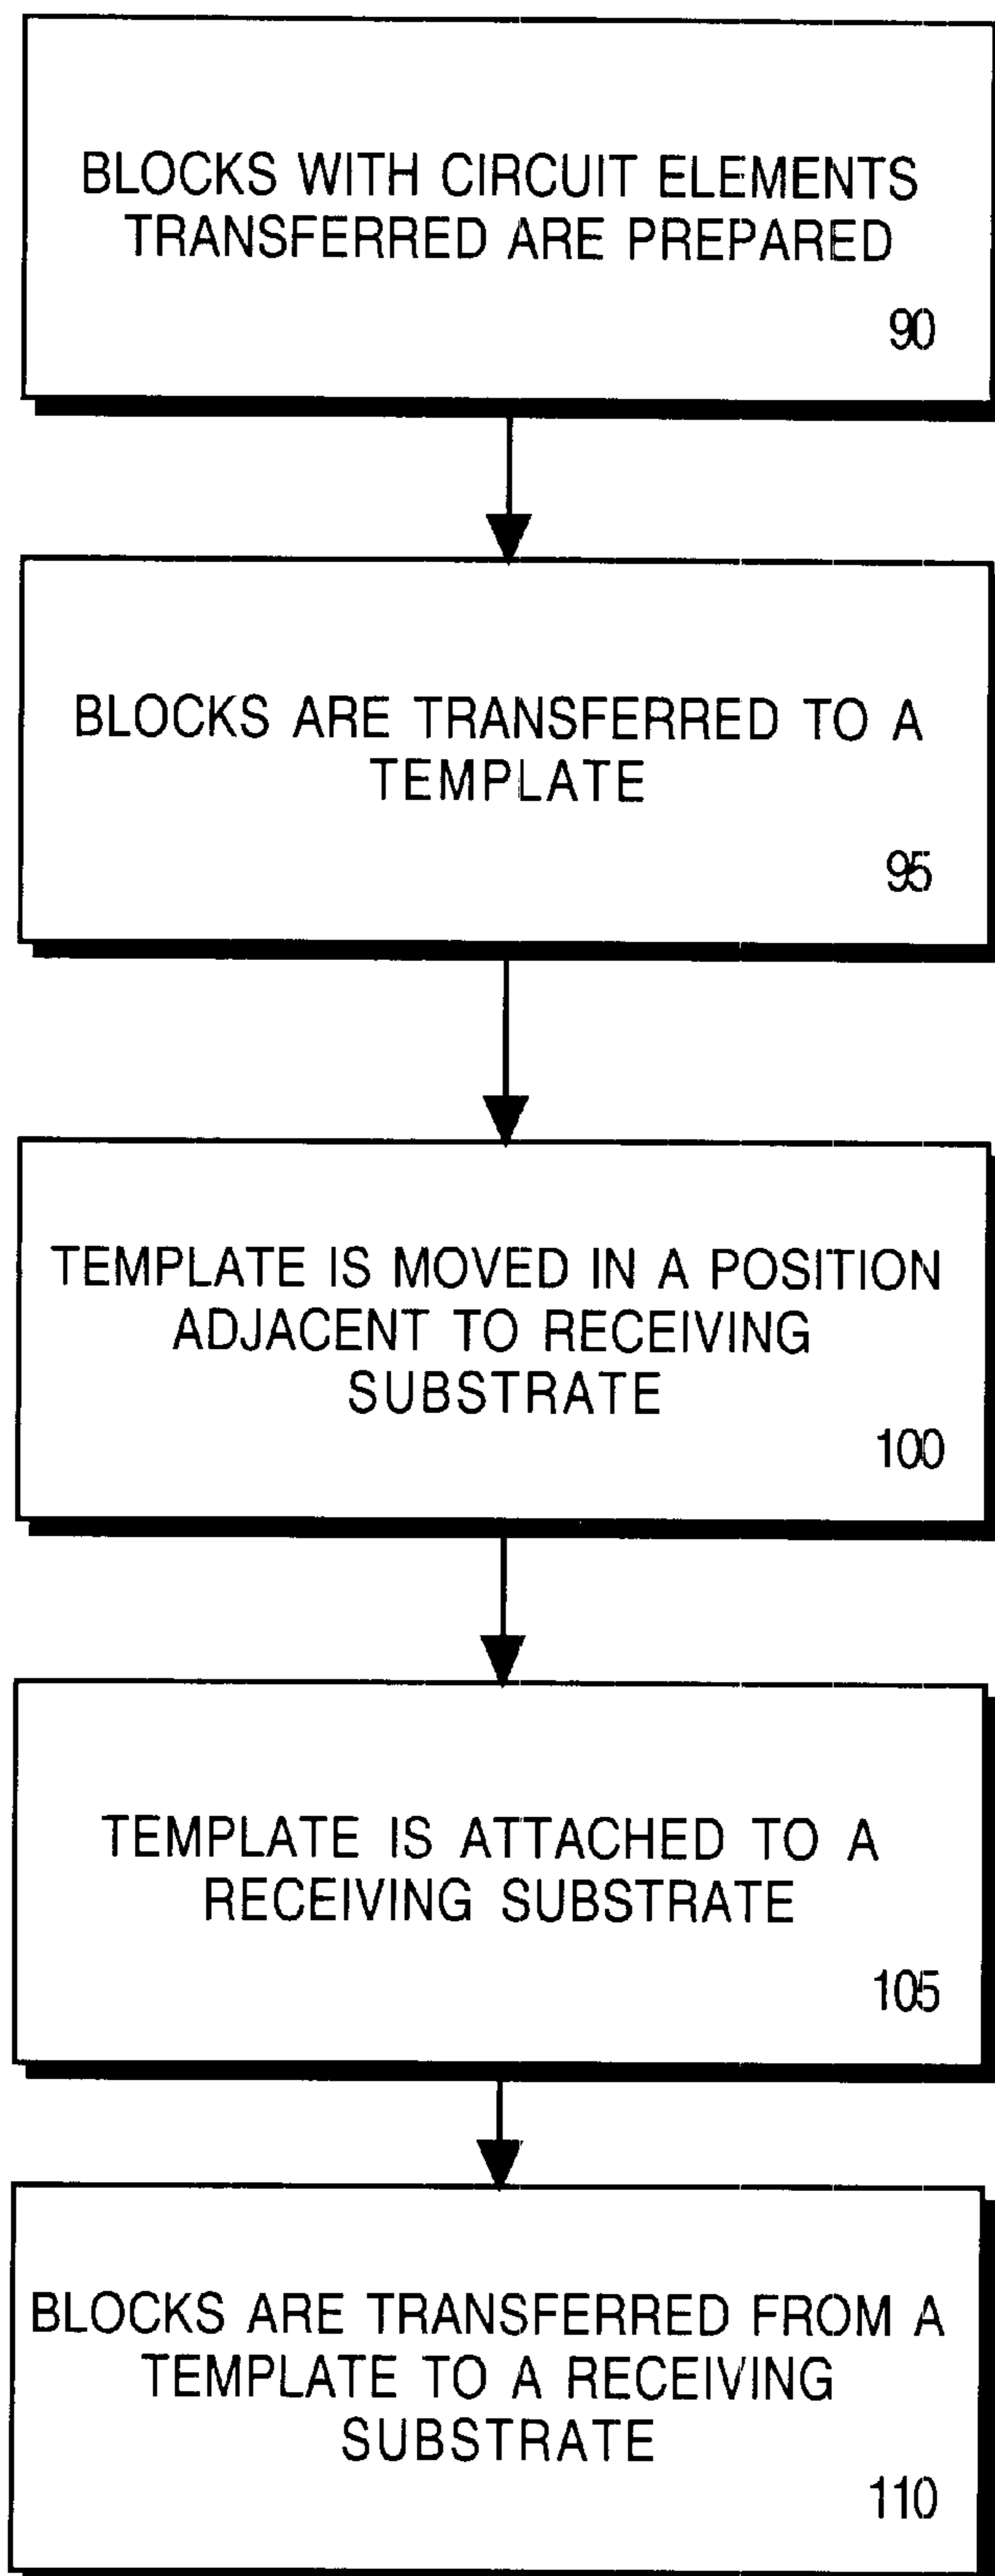 BLOCKS WITH CIRCUIT ELEMENTS
TRANSFERRED ARE PREPARED
90
BLOCKS ARE TRANSFERRED TO A
TEMPLATE
95
TEMPLATE IS MOVED IN A POSITION
ADJACENT TO RECEIVING
SUBSTRATE
100
TEMPLATE IS ATTACHED TO A
RECEIVING SUBSTRATE
105
BLOCKS ARE TRANSFERRED FROM A
TEMPLATE TO A RECEIVING
SUBSTRATE
110